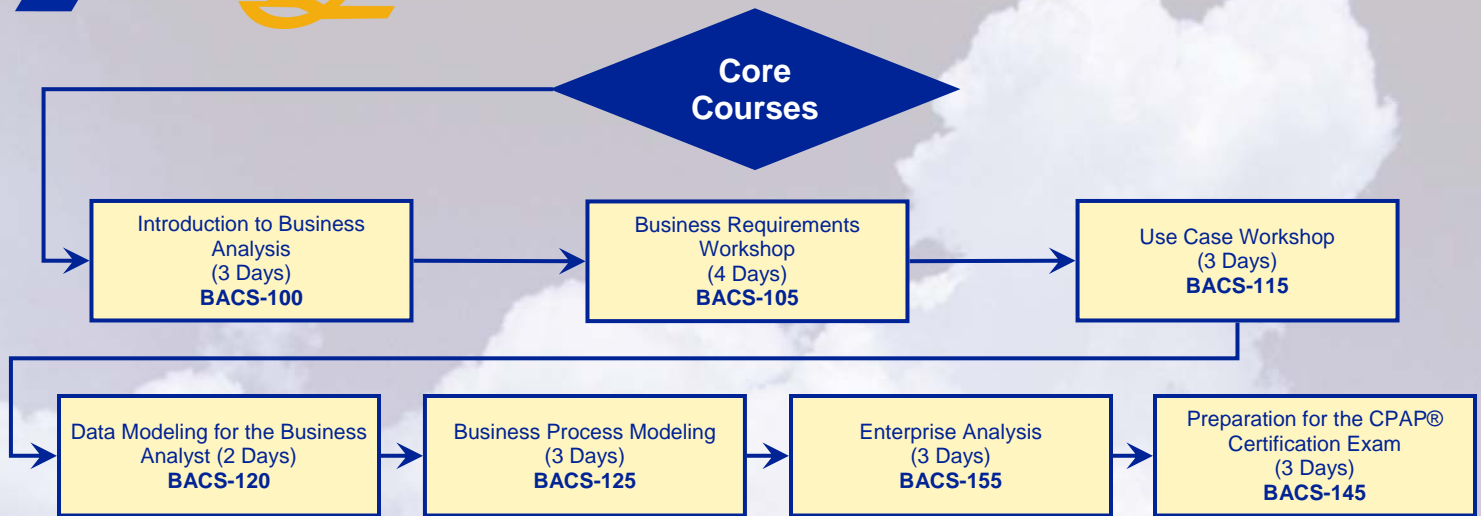 Core
Courses
Introduction to Business
Analysis
(3 Days)
BACS-100
Business Requirements
Workshop
(4 Days)
BACS-105
Use Case Workshop
(3 Days)
BACS-115
Data Modeling for the Business
Analyst (2 Days)
BACS-120
Business Process Modeling
(3 Days)
BACS-125
Enterprise Analysis
(3 Days)
BACS-155
Preparation for the CPAP®
Certification Exam
(3 Days)
BACS-145